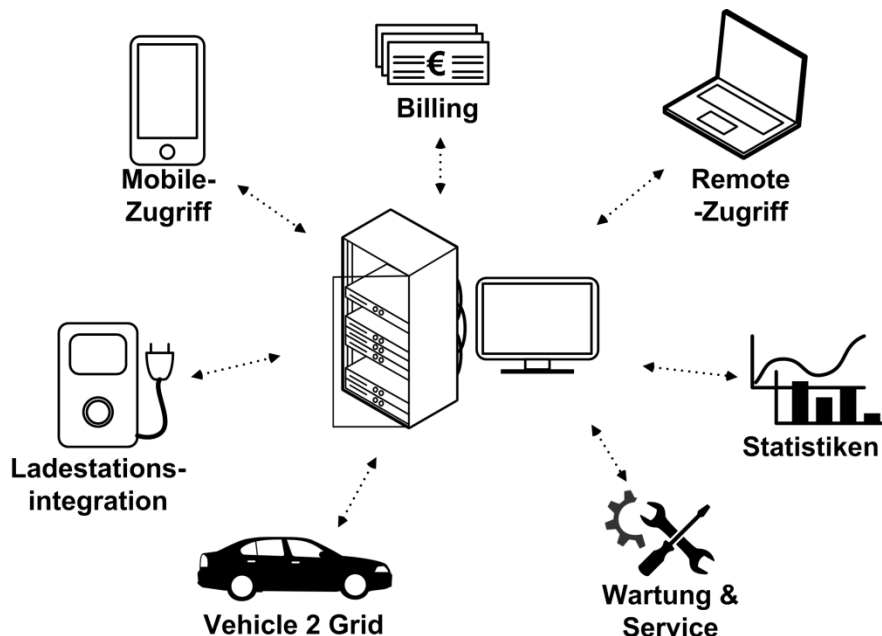 €
Billing
Mobile-
Zugriff
Remote
-Zugriff
Ladestations-
integration
Statistiken
Vehicle 2 Grid
Wartung &
Service